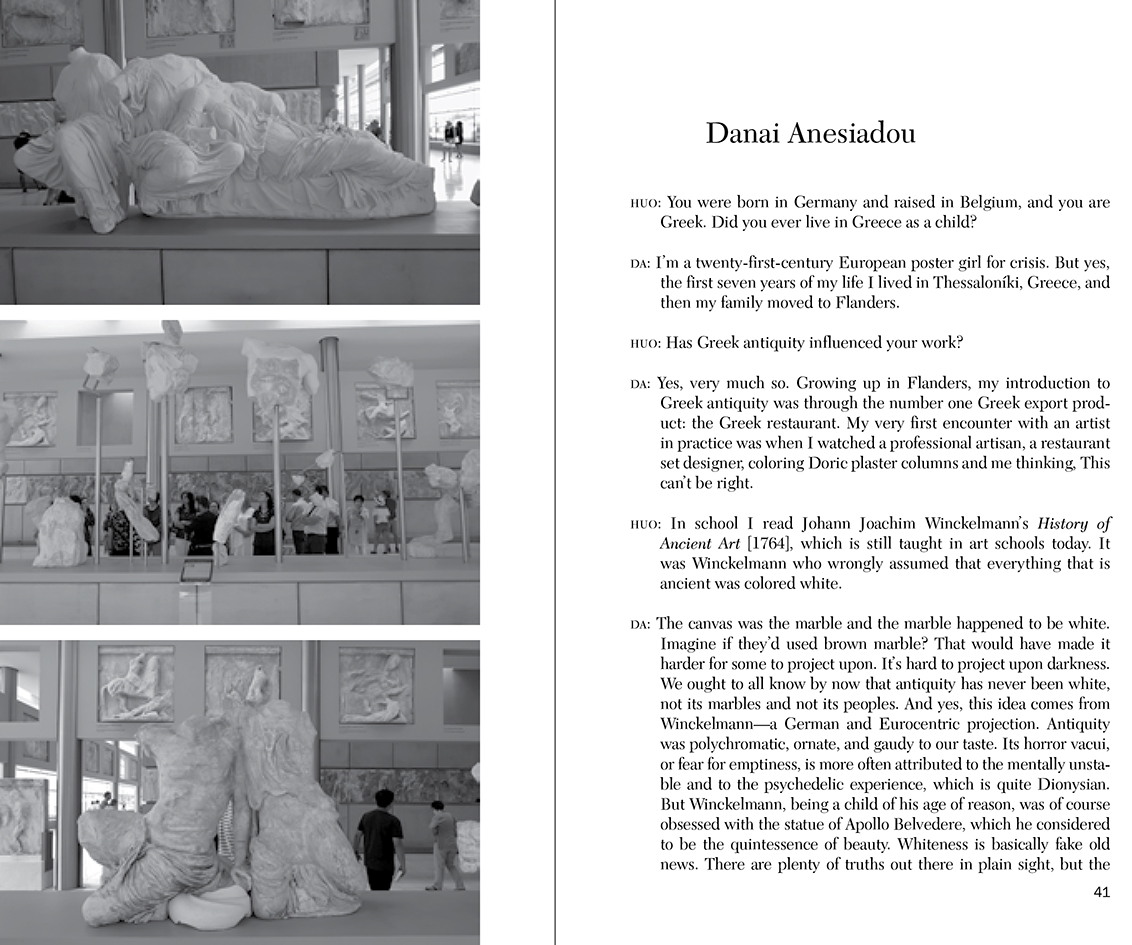 Danai Anesiadou
HUO: You were born in Germany and raised in Belgium, and you are
Greek. Did you ever live in Greece as a child?
DA: I’m a twenty-first-century European poster girl for crisis. But yes,
the first seven years of my life I lived in Thessaloníki, Greece, and
then my family moved to Flanders.
HUO: Has Greek antiquity influenced your work?
DA: Yes, very much so. Growing up in Flanders, my introduction to
Greek antiquity was through the number one Greek export prod-
uct: the Greek restaurant. My very first encounter with an artist
in practice was when I watched a professional artisan, a restaurant
set designer, coloring Doric plaster columns and me thinking, This
can’t be right.
HUO: In school I read Johann Joachim Winckelmann’s History of
Ancient Art [1764], which is still taught in art schools today. It
was Winckelmann who wrongly assumed that everything that is
ancient was colored white.
DA: The canvas was the marble and the marble happened to be white.
Imagine if they’d used brown marble? That would have made it
harder for some to project upon. It’s hard to project upon darkness.
We ought to all know by now that antiquity has never been white,
not its marbles and not its peoples. And yes, this idea comes from
Winckelmann—a German and Eurocentric projection. Antiquity
was polychromatic, ornate, and gaudy to our taste. Its horror vacui,
or fear for emptiness, is more often attributed to the mentally unsta-
ble and to the psychedelic experience, which is quite Dionysian.
But Winckelmann, being a child of his age of reason, was of course
obsessed with the statue of Apollo Belvedere, which he considered
to be the quintessence of beauty. Whiteness is basically fake old
news. There are plenty of truths out there in plain sight, but the
41